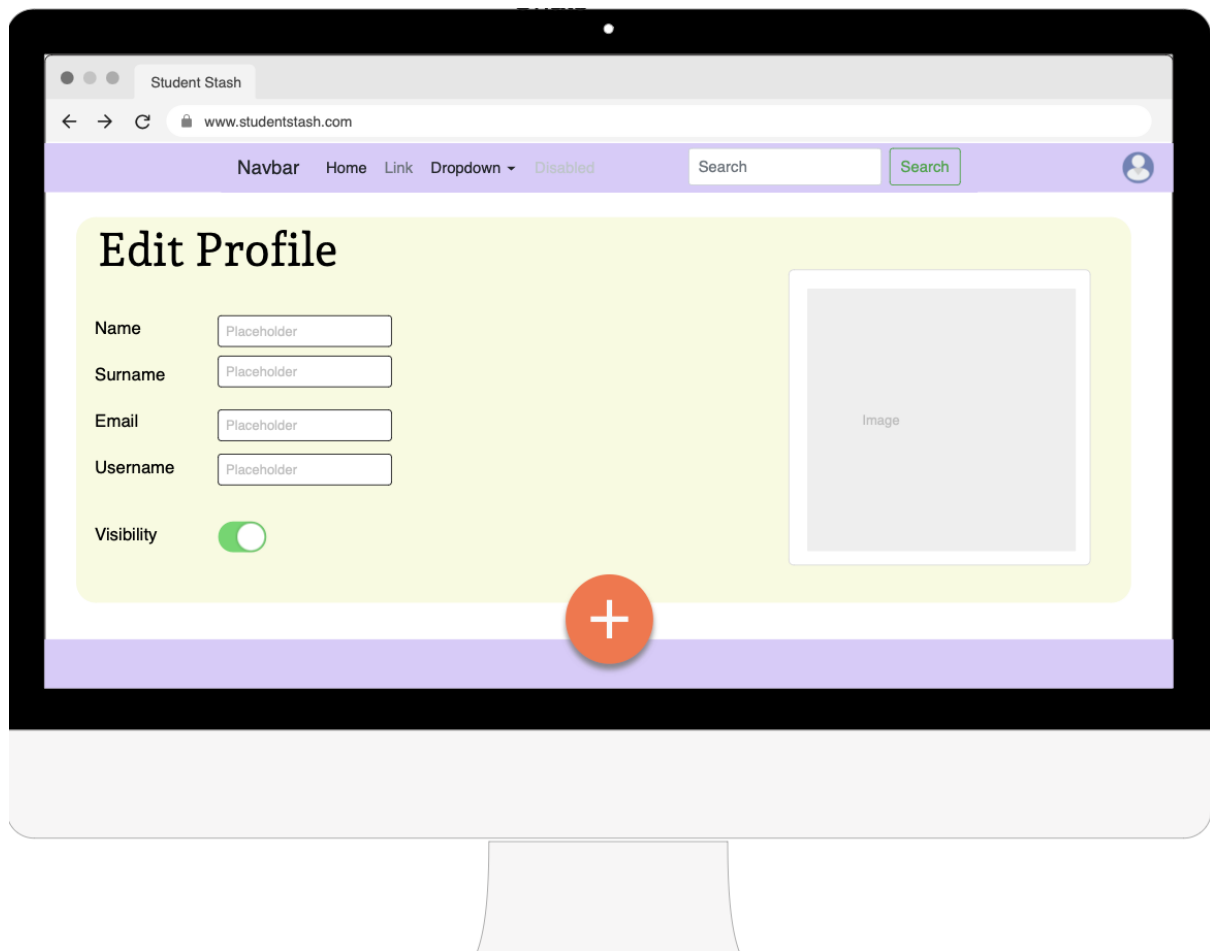 Student Stash
www.studentstash.com
Navbar Home Link Dropdown Disabled Search Search
Edit Profile
Name Placeholder
Surname Placeholder
Email Placeholder
Username Placeholder
Visibility
Image